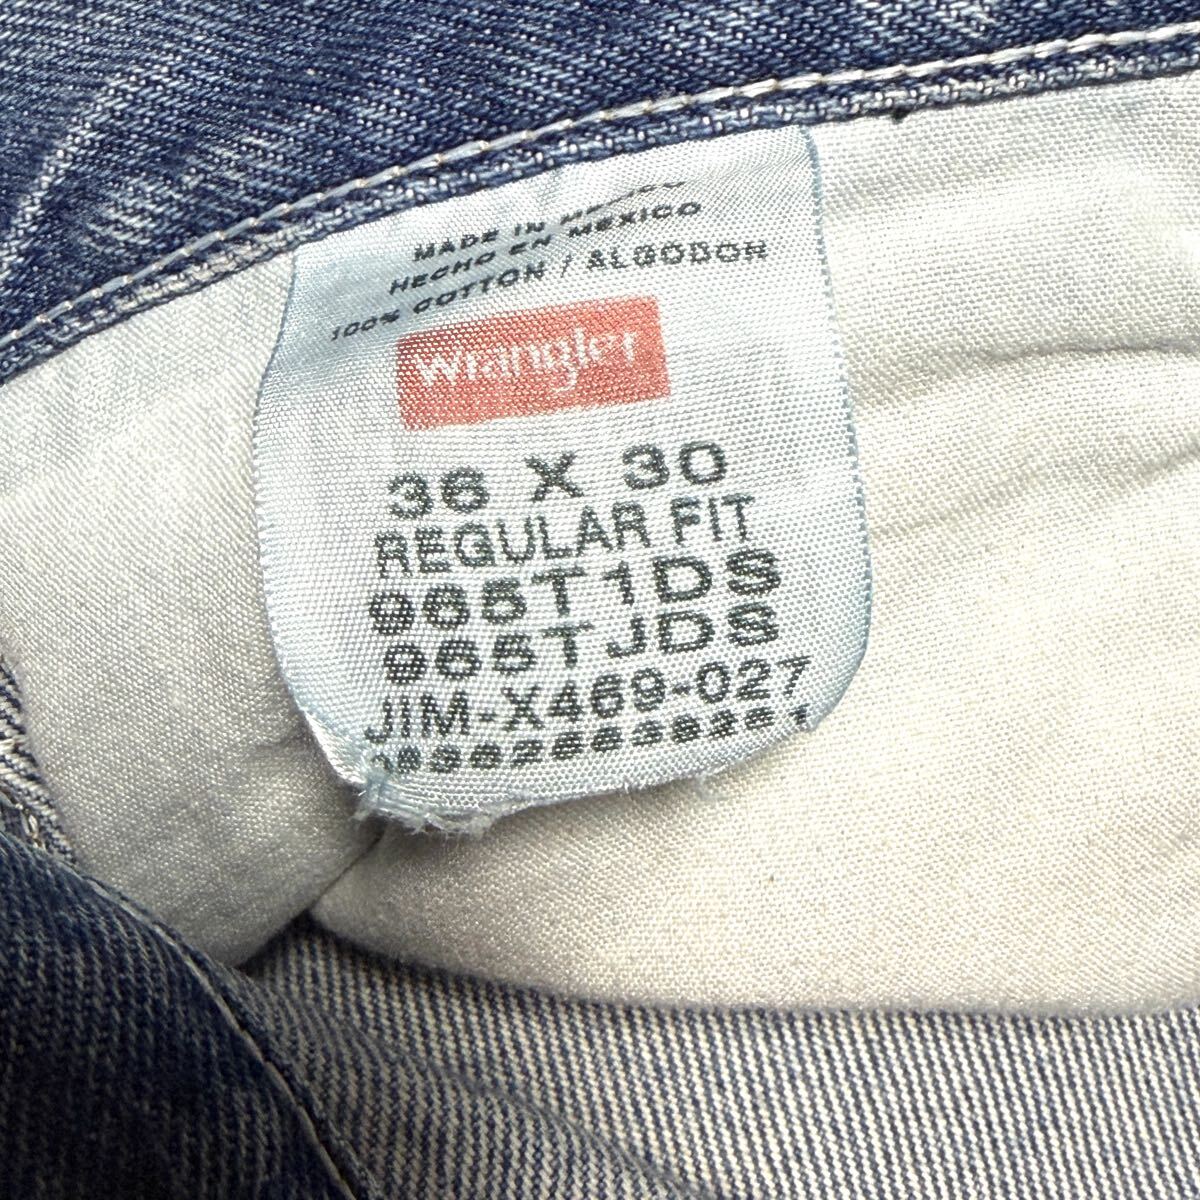 MADE IN MEXICO
HECHO EN MEXICO
100% COTTON / ALGODON
Wrangler
36 X 30
REGULAR FIT
965T1DS
965TJDS
JIM-X469-027